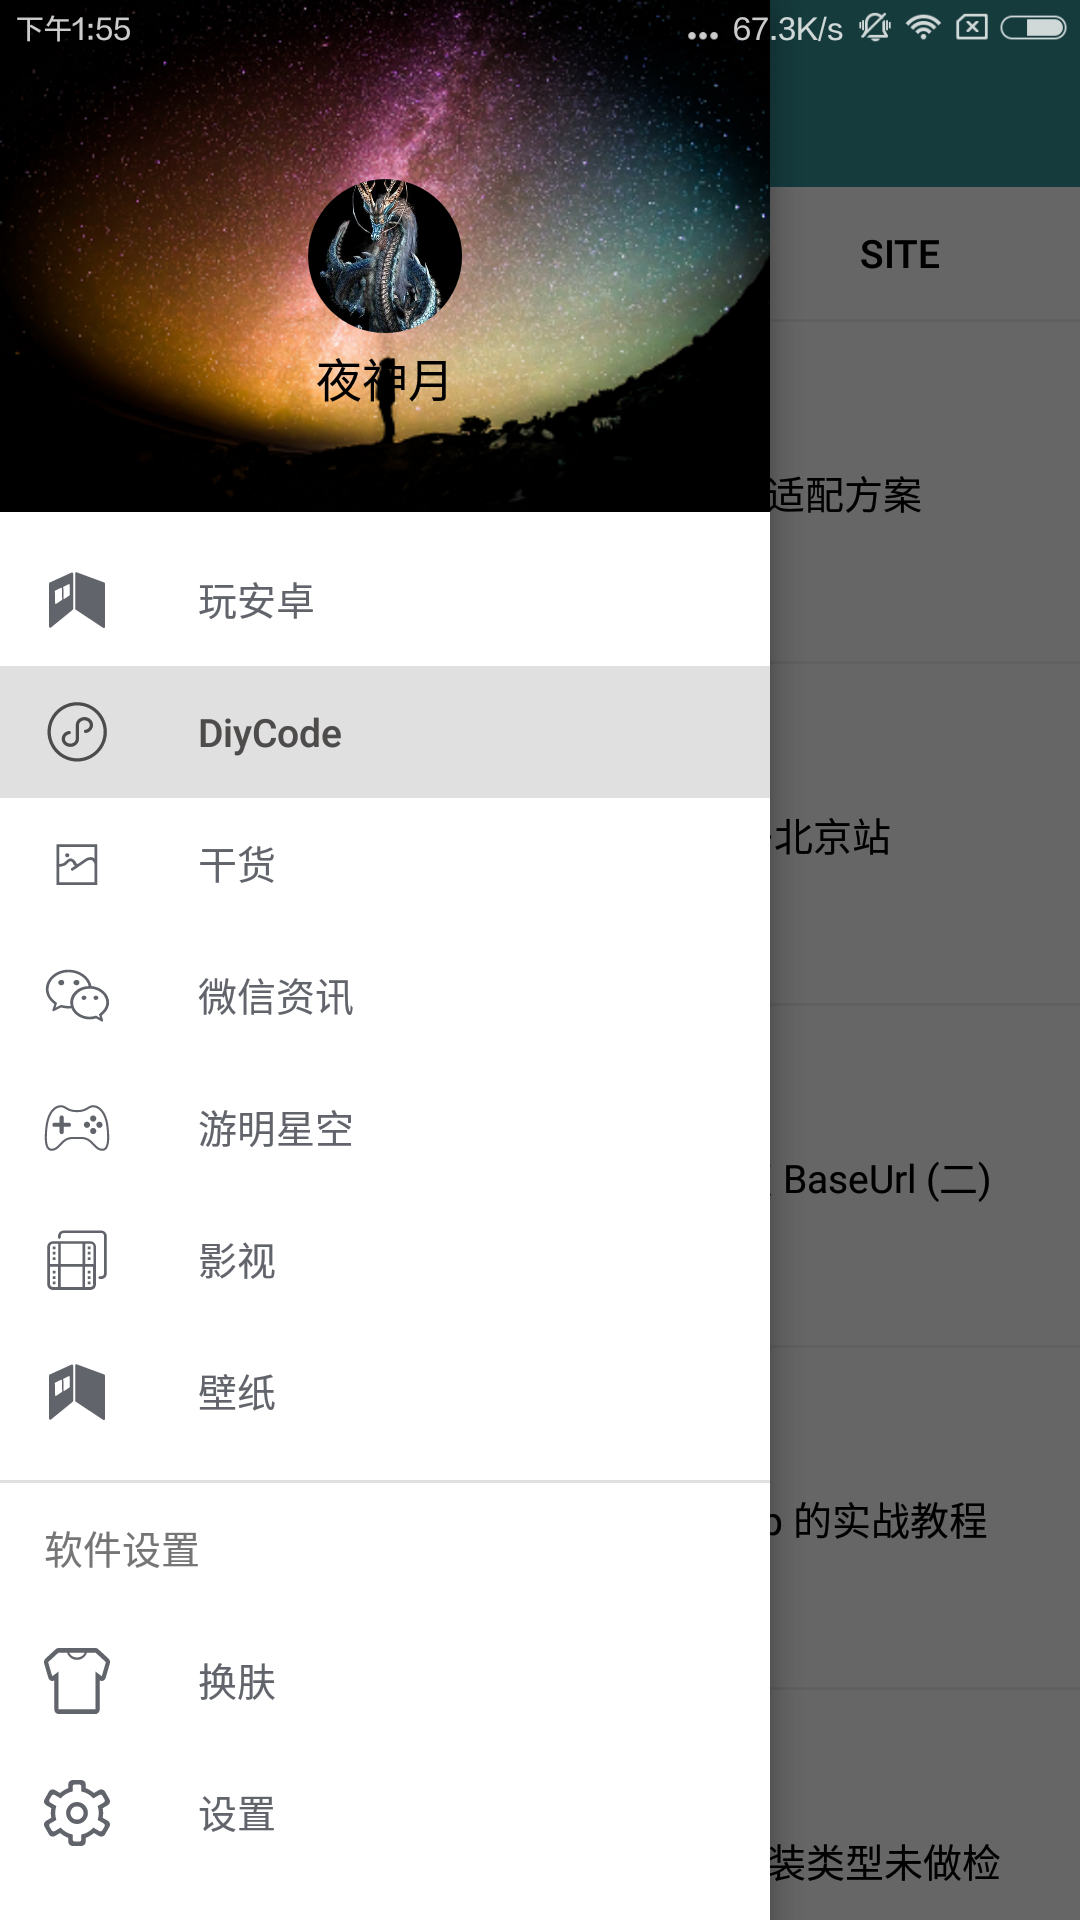 下午1:55
... 67.3K/s
SITE
夜神月
适配方案
玩安卓
DiyCode
北京站
干货
微信资讯
游明星空
BaseUrl (二)
影视
壁纸
的实战教程
软件设置
换肤
设置
装类型未做检